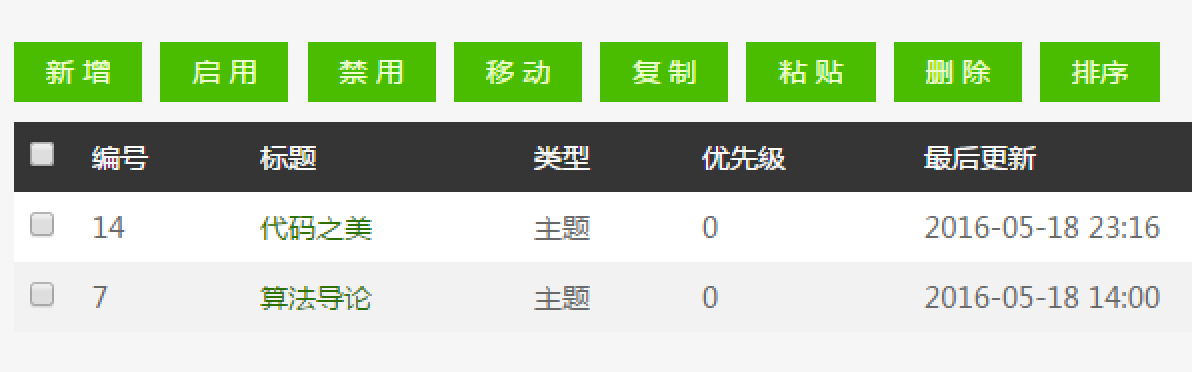 新增 启用 禁用 移动 复制 粘贴 删除 排序
编号 标题 类型 优先级 最后更新
14 代码之美 主题 0 2016-05-18 23:16
7 算法导论 主题 0 2016-05-18 14:00